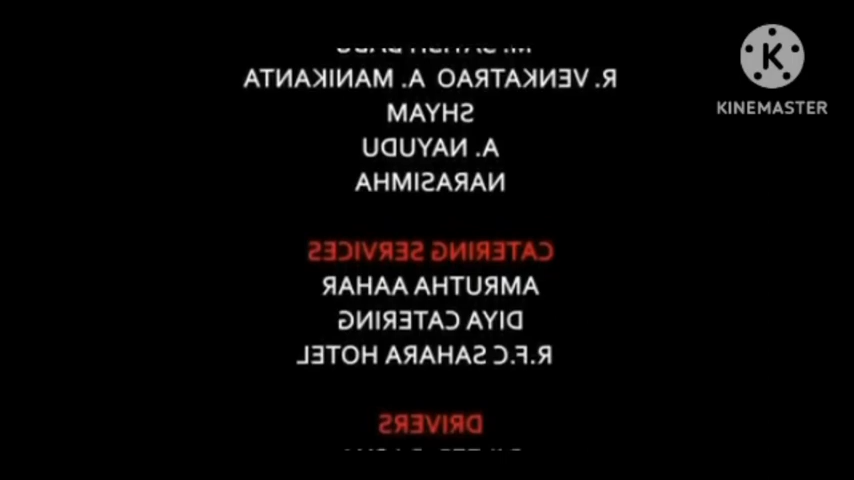 R. VENKATRAO A. MANIKANTA
SHYAM
A. NAYUDU
NARASIMHA
CATERING SERVICES
AMRUTHA AAHAR
DIYA CATERING
R.F.C SAHARA HOTEL
DRIVERS
KINEMASTER